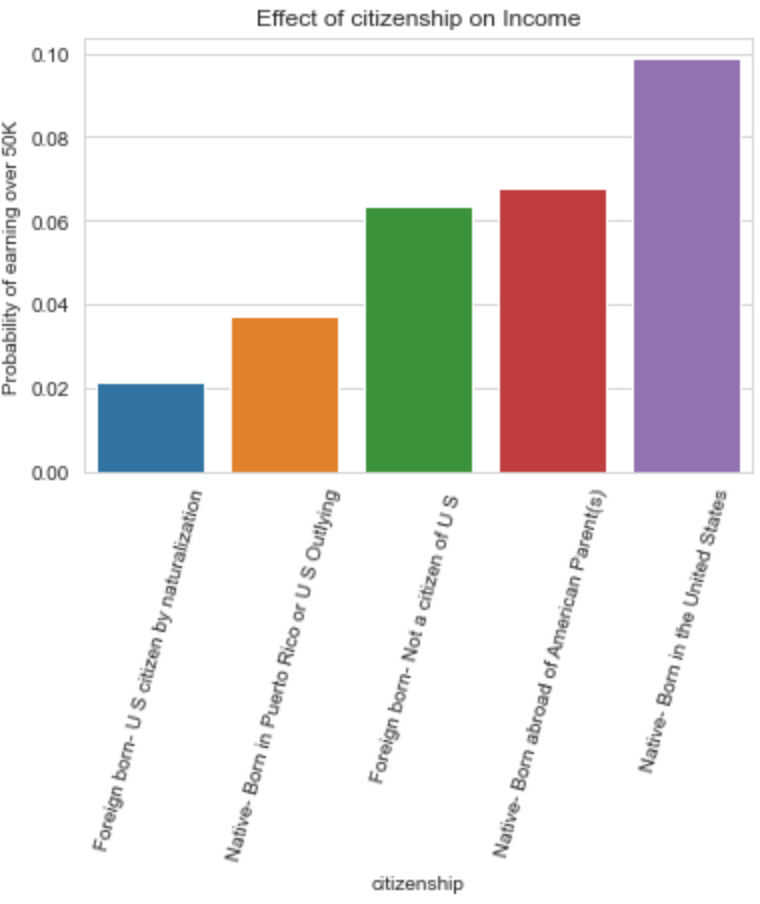 Effect of citizenship on Income
Probability of earning over 50K
0.10
0.08
0.06
0.04
0.02
0.00
Foreign born- U S citizen by naturalization
Native- Born in Puerto Rico or U S Outlying
Foreign born- Not a citizen of U S
Native- Born abroad of American Parent(s)
Native- Born in the United States
citizenship